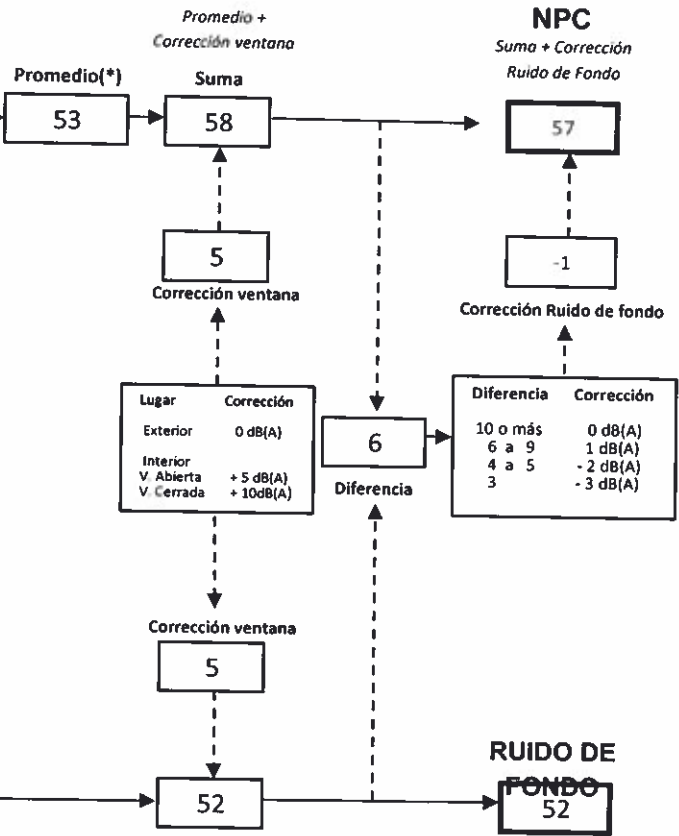 Promedio +
Corrección ventana
NPC
Suma + Corrección
Ruido de Fondo
Promedio(*)
Suma
53
58
57
5
Corrección ventana
-1
Corrección Ruido de fondo
Lugar Corrección
Exterior 0 dB(A)
Interior
V. Abierta + 5 dB(A)
V. Cerrada + 10dB(A)
6
Diferencia
Diferencia Corrección
10 o más 0 dB(A)
6 a 9 1 dB(A)
4 a 5 - 2 dB(A)
3 - 3 dB(A)
Corrección ventana
5
52
RUIDO DE
FONDO
52